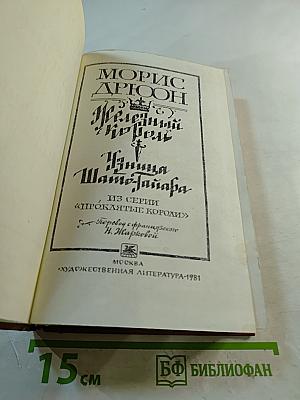 МОРИС
ДРЮОН
Железный
король
Узница
Шато-Гайара
ИЗ СЕРИИ
«ПРОКЛЯТЫЕ КОРОЛИ»
Перевод с французского
Н. Жарковой
МОСКВА
«ХУДОЖЕСТВЕННАЯ ЛИТЕРАТУРА» 1981
15 см
БФ БИБЛИОФАН